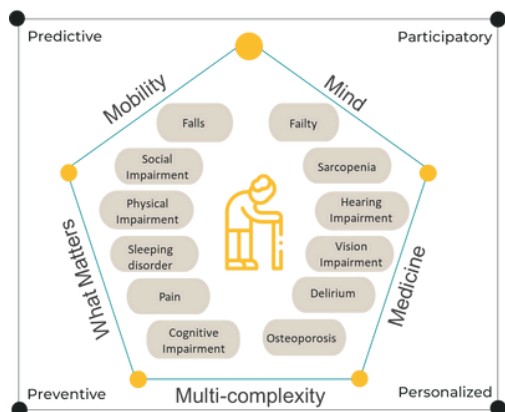 Predictive
Participatory
Mobility
Mind
Falls
Failty
Social
Impairment
Sarcopenia
Physical
Impairment
Hearing
Impairment
Sleeping
disorder
Vision
Impairment
What Matters
Medicine
Pain
Delirium
Cognitive
Impairment
Osteoporosis
Preventive
Multi-complexity
Personalized